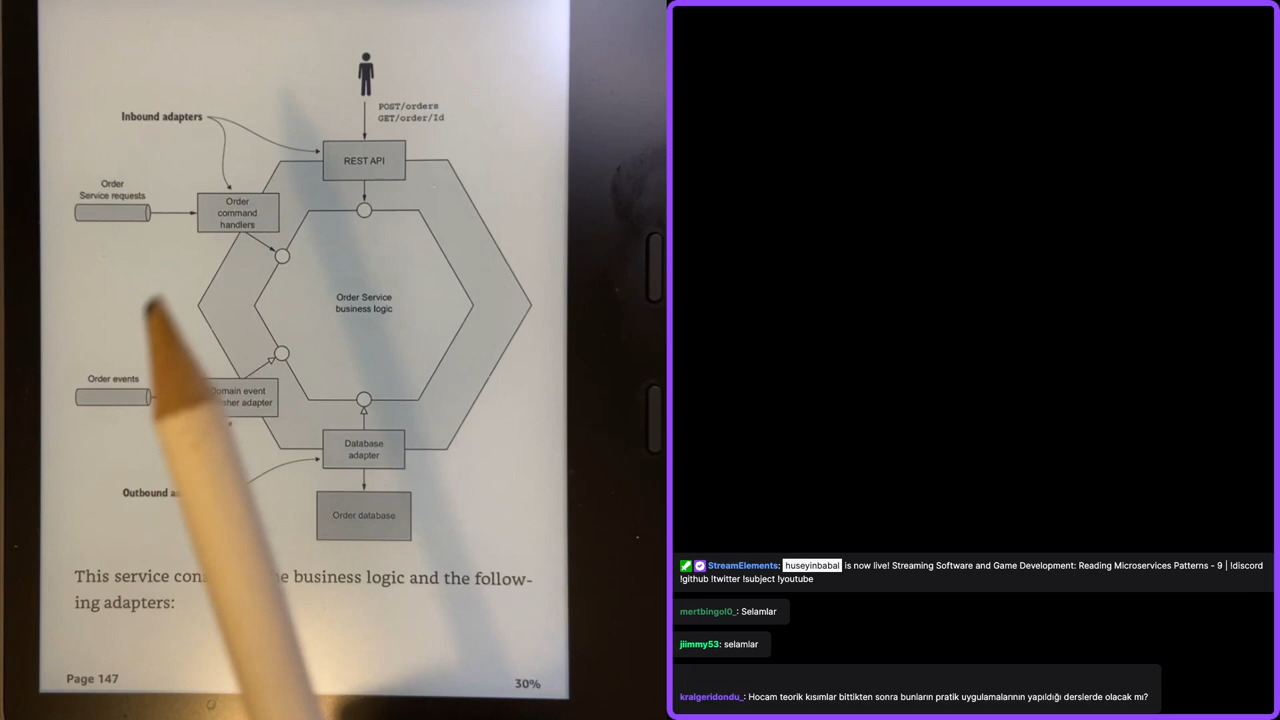 POST/orders
GET/order/Id
Inbound adapters
REST API
Order
Service requests
Order
command
handlers
Order Service
business logic
Order events
Domain event
adapter
Database
adapter
Outbound
Order database
This service
business logic and the follow-
ing adapters:
Page 147
30%
StreamElements: huseyinbabal is now live! Streaming Software and Game Development: Reading Microservices Patterns - 9 | !discord
!github !twitter !subject !youtube
mertbingol0_: Selamlar
jiimmy53: selamlar
kralgeridondu_: Hocam teorik kısımlar bittikten sonra bunların pratik uygulamalarının yapıldığı derslerde olacak mı?